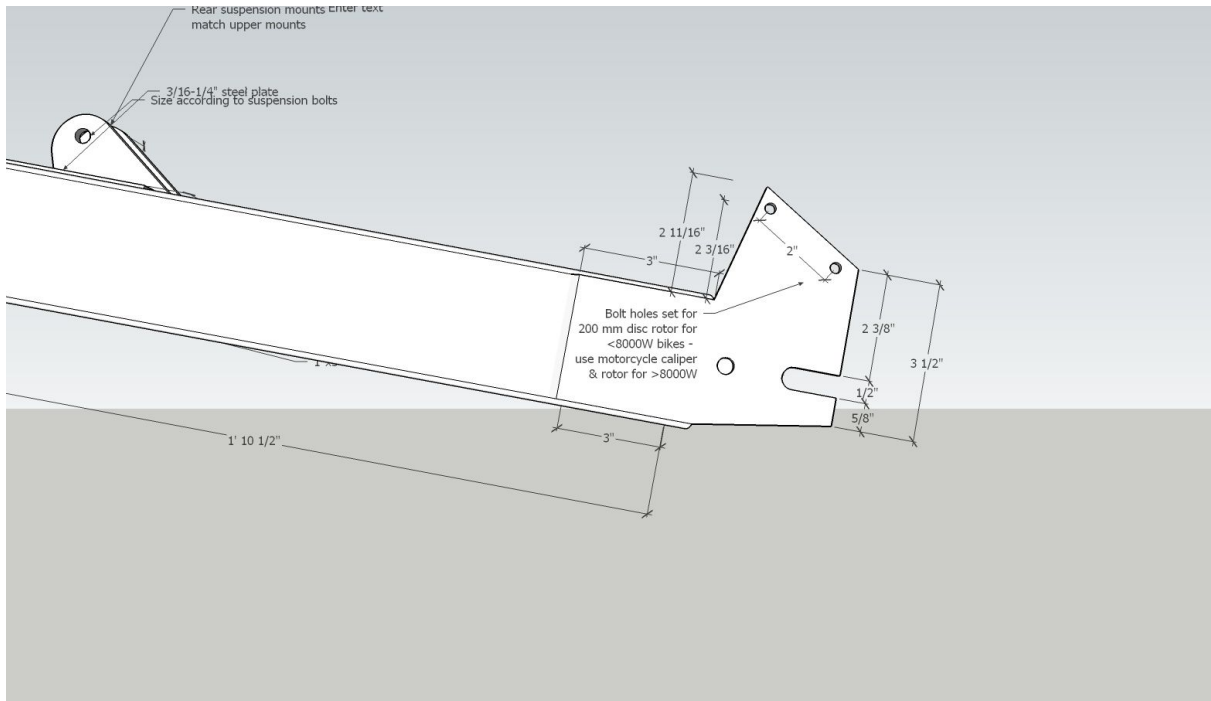 Rear suspension mounts Enter text
match upper mounts
3/16-1/4" steel plate
Size according to suspension bolts
2 11/16"
2 3/16"
3"
2"
Bolt holes set for
200 mm disc rotor for
<8000W bikes -
use motorcycle caliper
& rotor for >8000W
2 3/8"
3 1/2"
1/2"
5/8"
3"
1' 10 1/2"